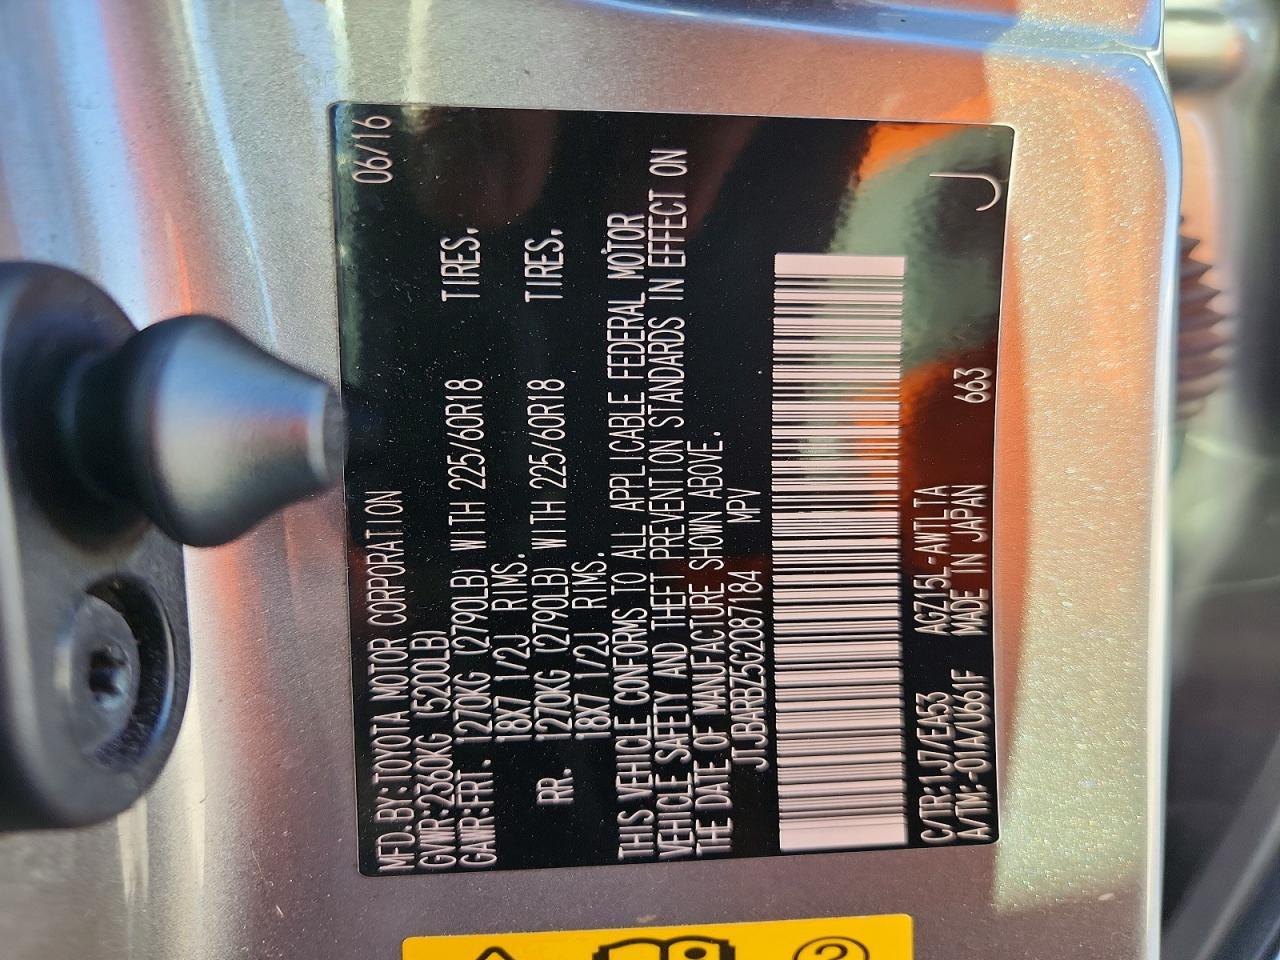 MFD.BY:TOYOTA MOTOR CORPORATION 06/16
GVWR:2360KG (5200LB)
GAWR:FRT. 1270KG (2790LB) WITH 225/60R18 TIRES.
18X7 1/2J RIMS.
RR. 1270KG (2790LB) WITH 225/60R18 TIRES.
18X7 1/2J RIMS.
THIS VEHICLE CONFORMS TO ALL APPLICABLE FEDERAL MOTOR
VEHICLE SAFETY AND THEFT PREVENTION STANDARDS IN EFFECT ON
THE DATE OF MANUFACTURE SHOWN ABOVE.
JTJBARBZ5G2087184 MPV
C/TR:1J7/EA53 AGZ15L-AWTLTA
A/TM:-01A/U661F MADE IN JAPAN 663 J